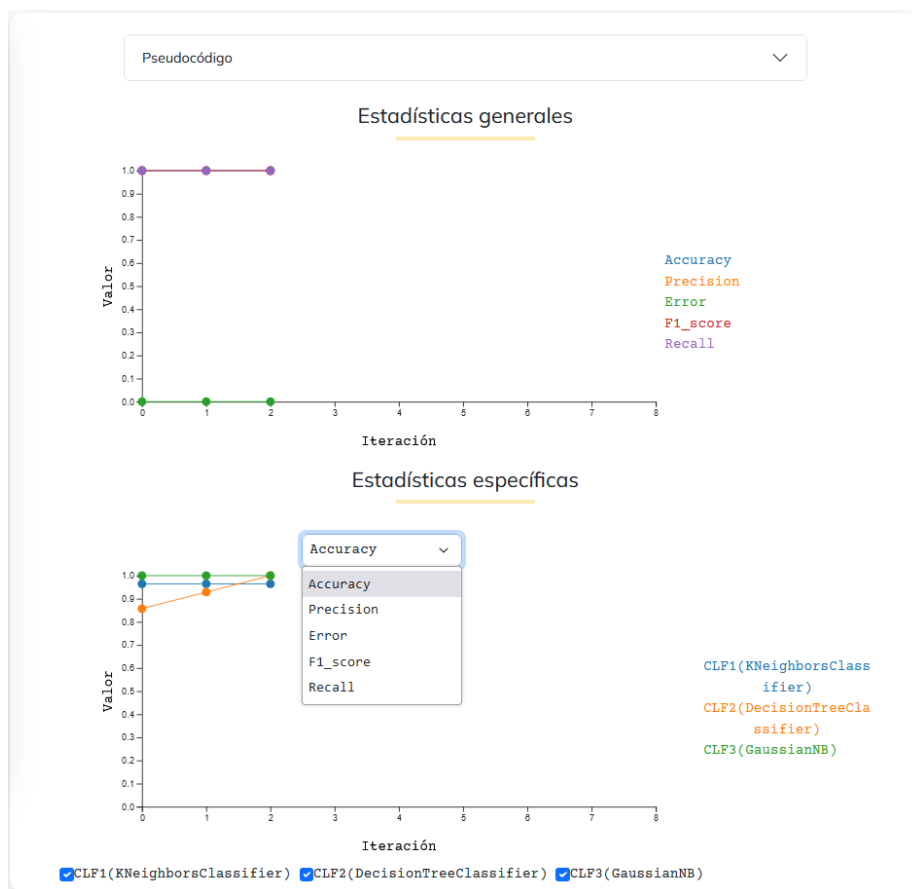 Pseudocódigo
Estadísticas generales
1.0
0.9
0.8
0.7
0.6
0.5
0.4
0.3
0.2
0.1
0.0
Valor
0 1 2 3 4 5 6 7 8
Iteración
Accuracy
Precision
Error
F1_score
Recall
Estadísticas específicas
Accuracy
Accuracy
Precision
Error
F1_score
Recall
1.0
0.9
0.8
0.7
0.6
0.5
0.4
0.3
0.2
0.1
0.0
Valor
0 1 2 3 4 5 6 7 8
Iteración
CLF1(KNeighborsClass
ifier)
CLF2(DecisionTreeCla
ssifier)
CLF3(GaussianNB)
CLF1(KNeighborsClassifier) CLF2(DecisionTreeClassifier) CLF3(GaussianNB)